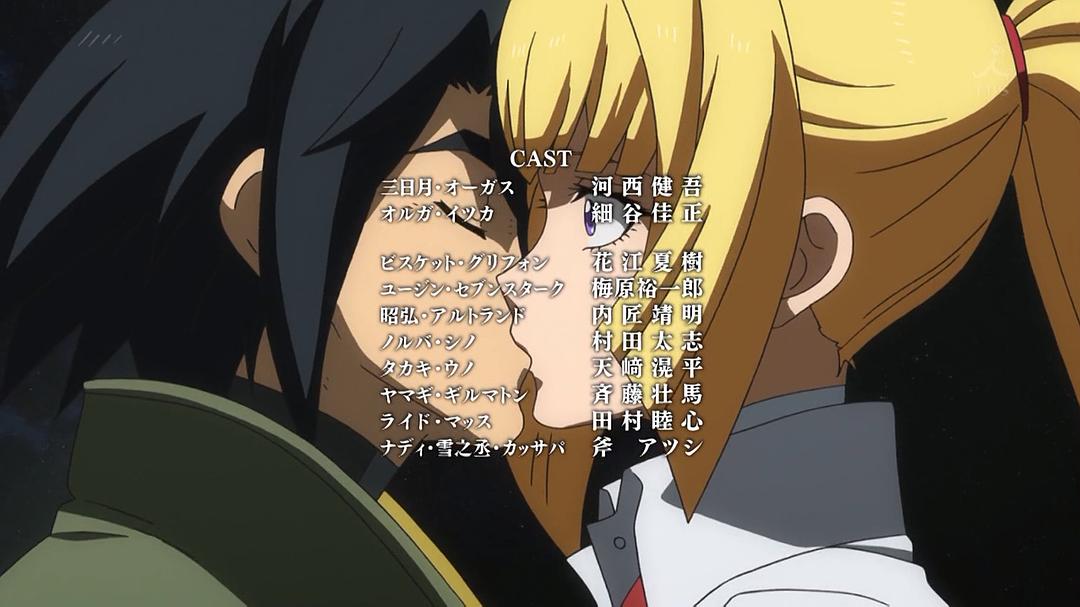 CAST
三日月・オーガス 河西健吾
オルガ・イツカ 細谷佳正
ビスケット・グリフォン 花江夏樹
ユージン・セブンスターク 梅原裕一郎
昭弘・アルトランド 内匠靖明
ノルバ・シノ 村田太志
タカキ・ウノ 天﨑滉平
ヤマギ・ギルマトン 斉藤壮馬
ライド・マッス 田村睦心
ナディ・雪之丞・カッサパ 斧 アツシ
TBS